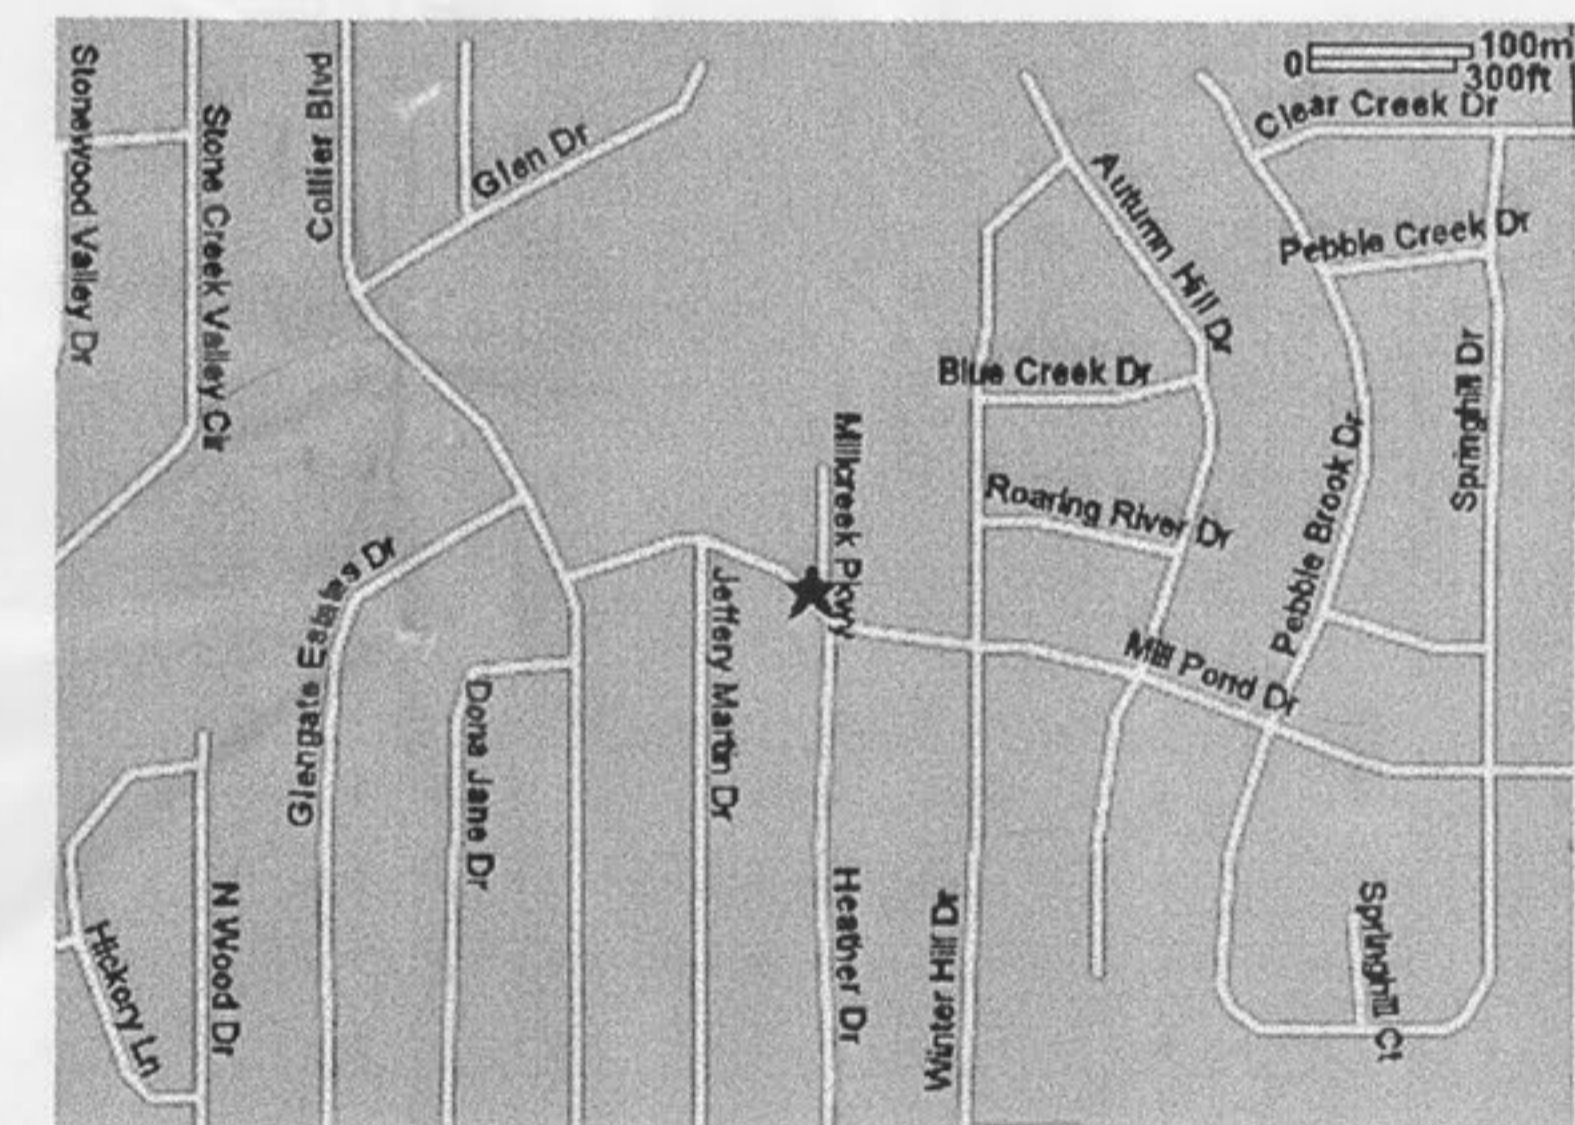 100m
0
300ft
Clear Creek Dr
Stonewood Valley Dr
Stone Creek Valley Cir
Collier Blvd
Glen Dr
Autumn Hill Dr
Pebble Creek Dr
Blue Creek Dr
Springhill Dr
Millcreek Pkwy
Roaring River Dr
Pebble Brook Dr
Glengate Estates Dr
Jeffery Martin Dr
Mill Pond Dr
Dona Jane Dr
Heather Dr
Winter Hill Dr
N Wood Dr
Hickory Ln
Springhill Ct